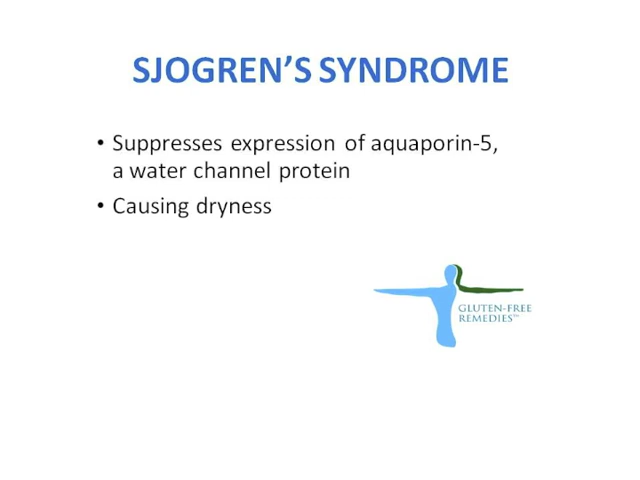 SJOGREN’S SYNDROME
• Suppresses expression of aquaporin-5,
a water channel protein
• Causing dryness
GLUTEN-FREE
REMEDIES™